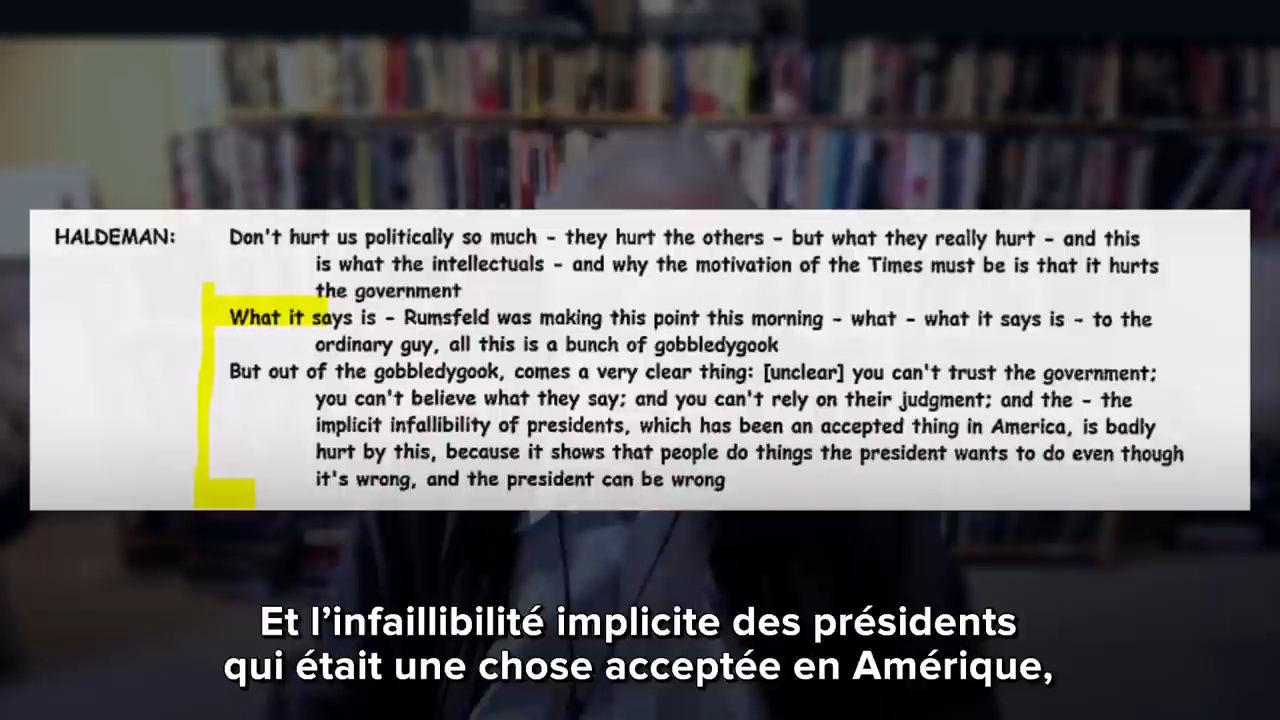 HALDEMAN: Don't hurt us politically so much - they hurt the others - but what they really hurt - and this
is what the intellectuals - and why the motivation of the Times must be is that it hurts
the government
What it says is - Rumsfeld was making this point this morning - what - what it says is - to the
ordinary guy, all this is a bunch of gobbledygook
But out of the gobbledygook, comes a very clear thing: [unclear] you can't trust the government;
you can't believe what they say; and you can't rely on their judgment; and the - the
implicit infallibility of presidents, which has been an accepted thing in America, is badly
hurt by this, because it shows that people do things the president wants to do even though
it's wrong, and the president can be wrong
Et l’infaillibilité implicite des présidents
qui était une chose acceptée en Amérique,